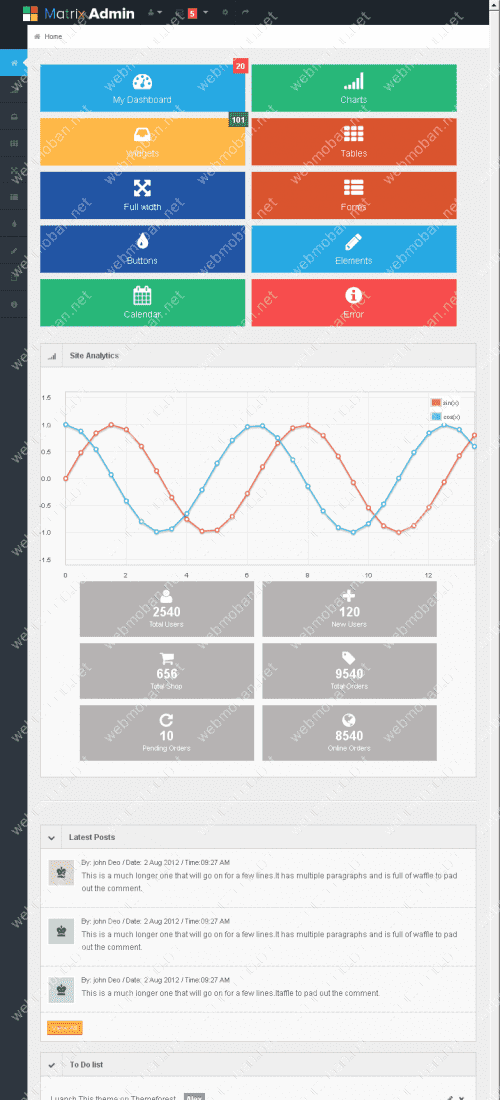 Matrix Admin
5
Home
20
My Dashboard
Charts
101
Widgets
Tables
Full width
Forms
Buttons
Elements
Calendar
Error
Site Analytics
sin(x)
cos(x)
1.5
1.0
0.5
0.0
-0.5
-1.0
-1.5
0 2 4 6 8 10 12
2540
Total Users
120
New Users
656
Total Shop
9540
Total Orders
10
Pending Orders
8540
Online Orders
Latest Posts
By: john Deo / Date: 2 Aug 2012 / Time:09:27 AM
This is a much longer one that will go on for a few lines.It has multiple paragraphs and is full of waffle to pad
out the comment.
By: john Deo / Date: 2 Aug 2012 / Time:09:27 AM
This is a much longer one that will go on for a few lines.It has multiple paragraphs and is full of waffle to pad
out the comment.
By: john Deo / Date: 2 Aug 2012 / Time:09:27 AM
This is a much longer one that will go on for a few lines.Itaffle to pad out the comment.
To Do list
Luanch This theme on Themeforest Alex
webmoban.net